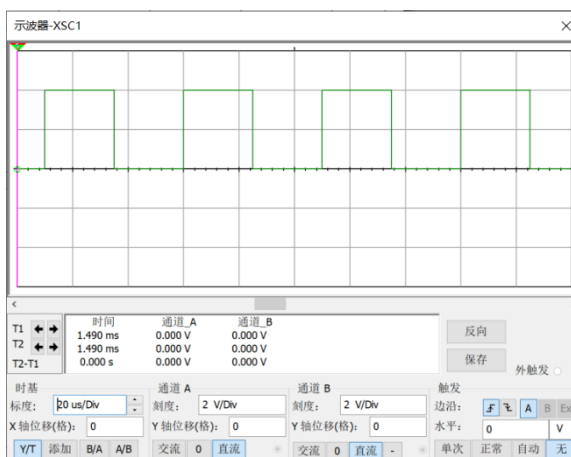 示波器-XSC1
时间 通道_A 通道_B
T1 1.490 ms 0.000 V 0.000 V
T2 1.490 ms 0.000 V 0.000 V
T2-T1 0.000 s 0.000 V 0.000 V
反向
保存
外触发
时基 通道 A 通道 B 触发
标度: 20 us/Div 刻度: 2 V/Div 刻度: 2 V/Div 边沿: A B Ex
X 轴位移(格): 0 Y 轴位移(格): 0 Y 轴位移(格): 0 水平: 0 V
Y/T 添加 B/A A/B 交流 0 直流 交流 0 直流 - 单次 正常 自动 无